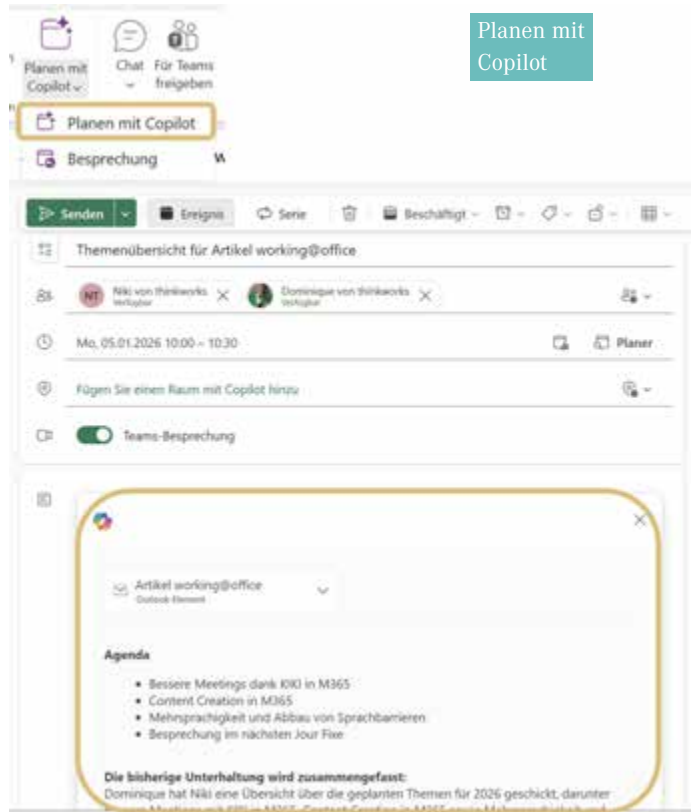 Planen mit
Copilot
Planen mit
Copilot
Chat
Für Teams
freigeben
Planen mit Copilot
Besprechung
Senden
Ereignis
Serie
Beschäftigt
Themenübersicht für Artikel working@office
NT
Niki von thinkworks
Verfügbar
Dominique von thinkworks
Verfügbar
Mo, 05.01.2026 10:00 – 10:30
Planer
Fügen Sie einen Raum mit Copilot hinzu
Teams-Besprechung
Artikel working@office
Outlook-Element
Agenda
Bessere Meetings dank KIKI in M365
Content Creation in M365
Mehrsprachigkeit und Abbau von Sprachbarrieren
Besprechung im nächsten Jour Fixe
Die bisherige Unterhaltung wird zusammengefasst:
Dominique hat Niki eine Übersicht über die geplanten Themen für 2026 geschickt, darunter